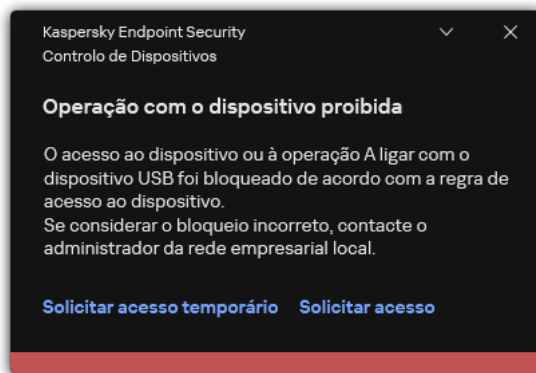 Kaspersky Endpoint Security
Controlo de Dispositivos
Operação com o dispositivo proibida
O acesso ao dispositivo ou à operação A ligar com o
dispositivo USB foi bloqueado de acordo com a regra de
acesso ao dispositivo.
Se considerar o bloqueio incorreto, contacte o
administrador da rede empresarial local.
Solicitar acesso temporário Solicitar acesso